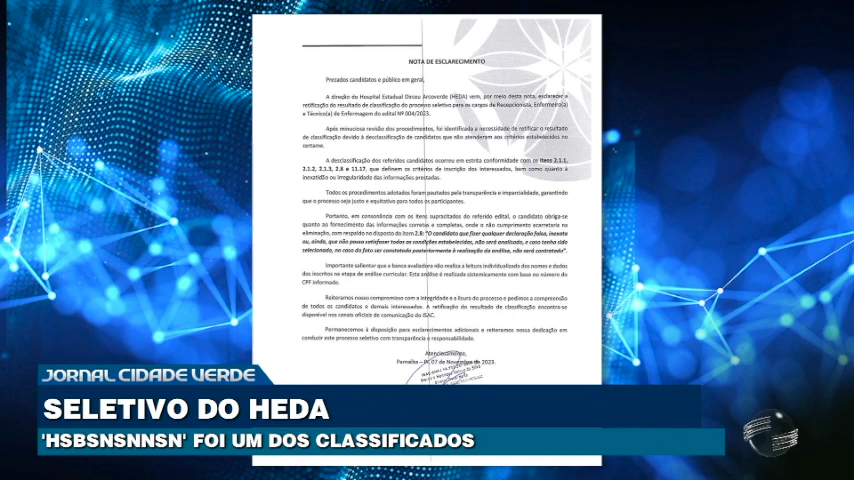 NOTA DE ESCLARECIMENTO
Prezados candidatos e público em geral,
A direção do Hospital Estadual Dirceu Arcoverde (HEDA) vem, por meio desta nota, esclarecer a
retificação do resultado de classificação do processo seletivo para os cargos de Recepcionista, Enfermeiro(a)
e Técnico(a) de Enfermagem do edital Nº 004/2023.
Após minuciosa revisão dos procedimentos, foi identificada a necessidade de retificar o resultado
de classificação devido à desclassificação de candidatos que não atenderam aos critérios estabelecidos no
certame.
A desclassificação dos referidos candidatos ocorreu em estrita conformidade com os itens 2.1.1,
2.1.2, 2.1.3, 2.8 e 11.17, que definem os critérios de inscrição dos interessados, bem como quanto à
inexatidão ou irregularidade das informações prestadas.
Todos os procedimentos adotados foram pautados pela transparência e imparcialidade, garantindo
que o processo seja justo e equitativo para todos os participantes.
Portanto, em consonância com os itens supracitados do referido edital, o candidato obriga-se
quanto ao fornecimento das informações corretas e completas, onde o não cumprimento acarretaria na
eliminação, com respaldo no disposto do item 2.8: "O candidato que fizer qualquer declaração falsa, inexata
ou, ainda, que não possa satisfazer todas as condições estabelecidas, não será analisado, e caso tenha sido
selecionado, no caso do fato ser constatado posteriormente à realização da análise, não será contratado".
Importante salientar que a banca avaliadora não realiza a leitura individualizada dos nomes e dados
dos inscritos na etapa de análise curricular. Esta análise é realizada sistemicamente com base no número do
CPF informado.
Reiteramos nosso compromisso com a integridade e a lisura do processo e pedimos a compreensão
de todos os candidatos e demais interessados. A retificação do resultado de classificação encontra-se
disponível nos canais oficiais de comunicação do ISAC.
Permanecemos à disposição para esclarecimentos adicionais e reiteramos nossa dedicação em
conduzir este processo seletivo com transparência e responsabilidade.
Atenciosamente,
Parnaíba – PI, 07 de Novembro de 2023.
JORNAL CIDADE VERDE
SELETIVO DO HEDA
'HSBSNSNNSN' FOI UM DOS CLASSIFICADOS